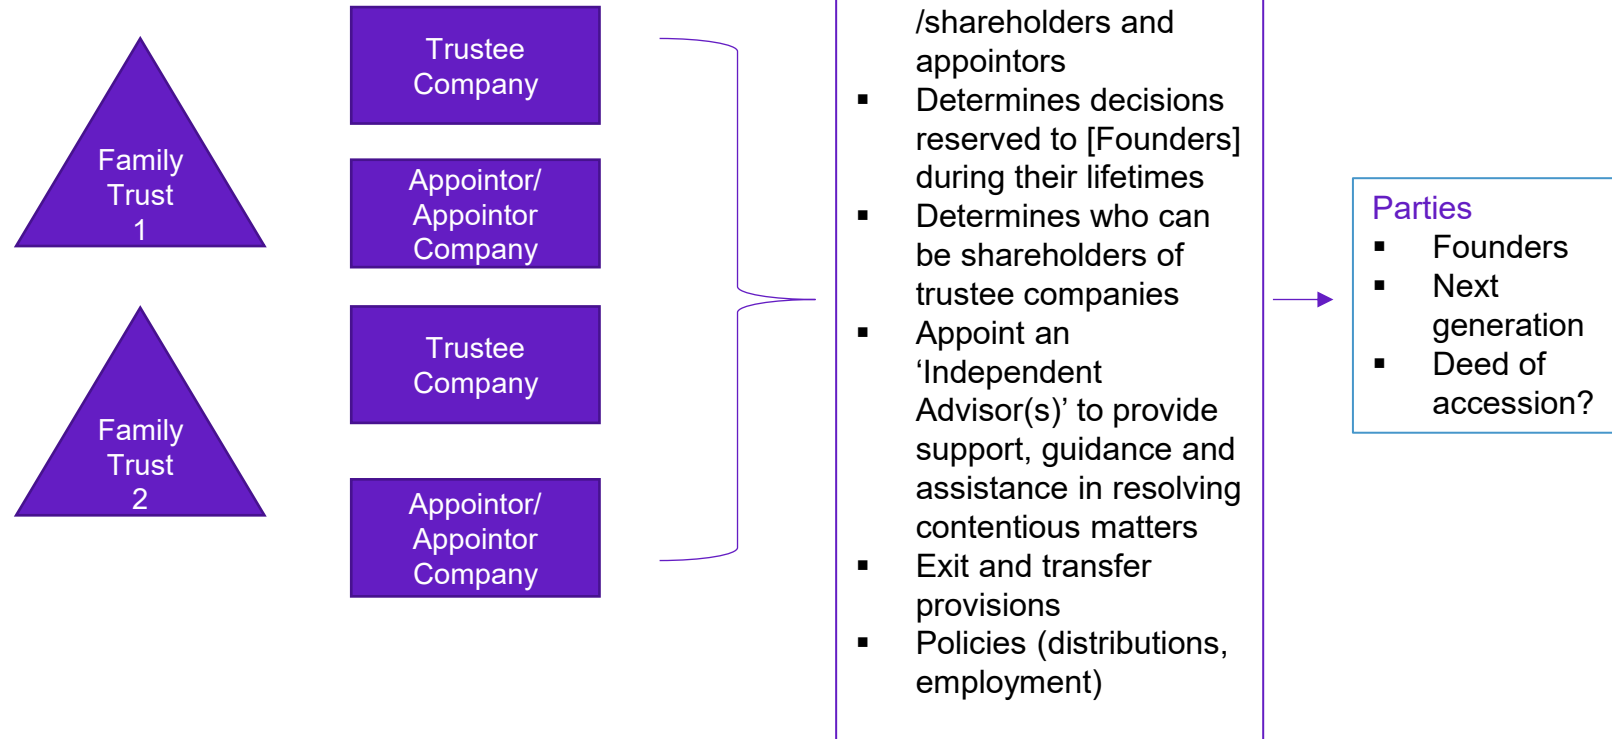 Family
Trust
1
Trustee
Company
Appointor/
Appointor
Company
Family
Trust
2
Trustee
Company
Appointor/
Appointor
Company
/shareholders and
appointors
▪ Determines decisions
reserved to [Founders]
during their lifetimes
▪ Determines who can
be shareholders of
trustee companies
▪ Appoint an
‘Independent
Advisor(s)’ to provide
support, guidance and
assistance in resolving
contentious matters
▪ Exit and transfer
provisions
▪ Policies (distributions,
employment)
Parties
▪ Founders
▪ Next
generation
▪ Deed of
accession?